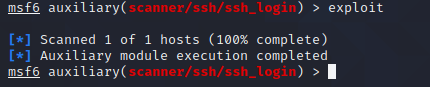 msf6 auxiliary(scanner/ssh/ssh_login) > exploit
[*] Scanned 1 of 1 hosts (100% complete)
[*] Auxiliary module execution completed
msf6 auxiliary(scanner/ssh/ssh_login) >